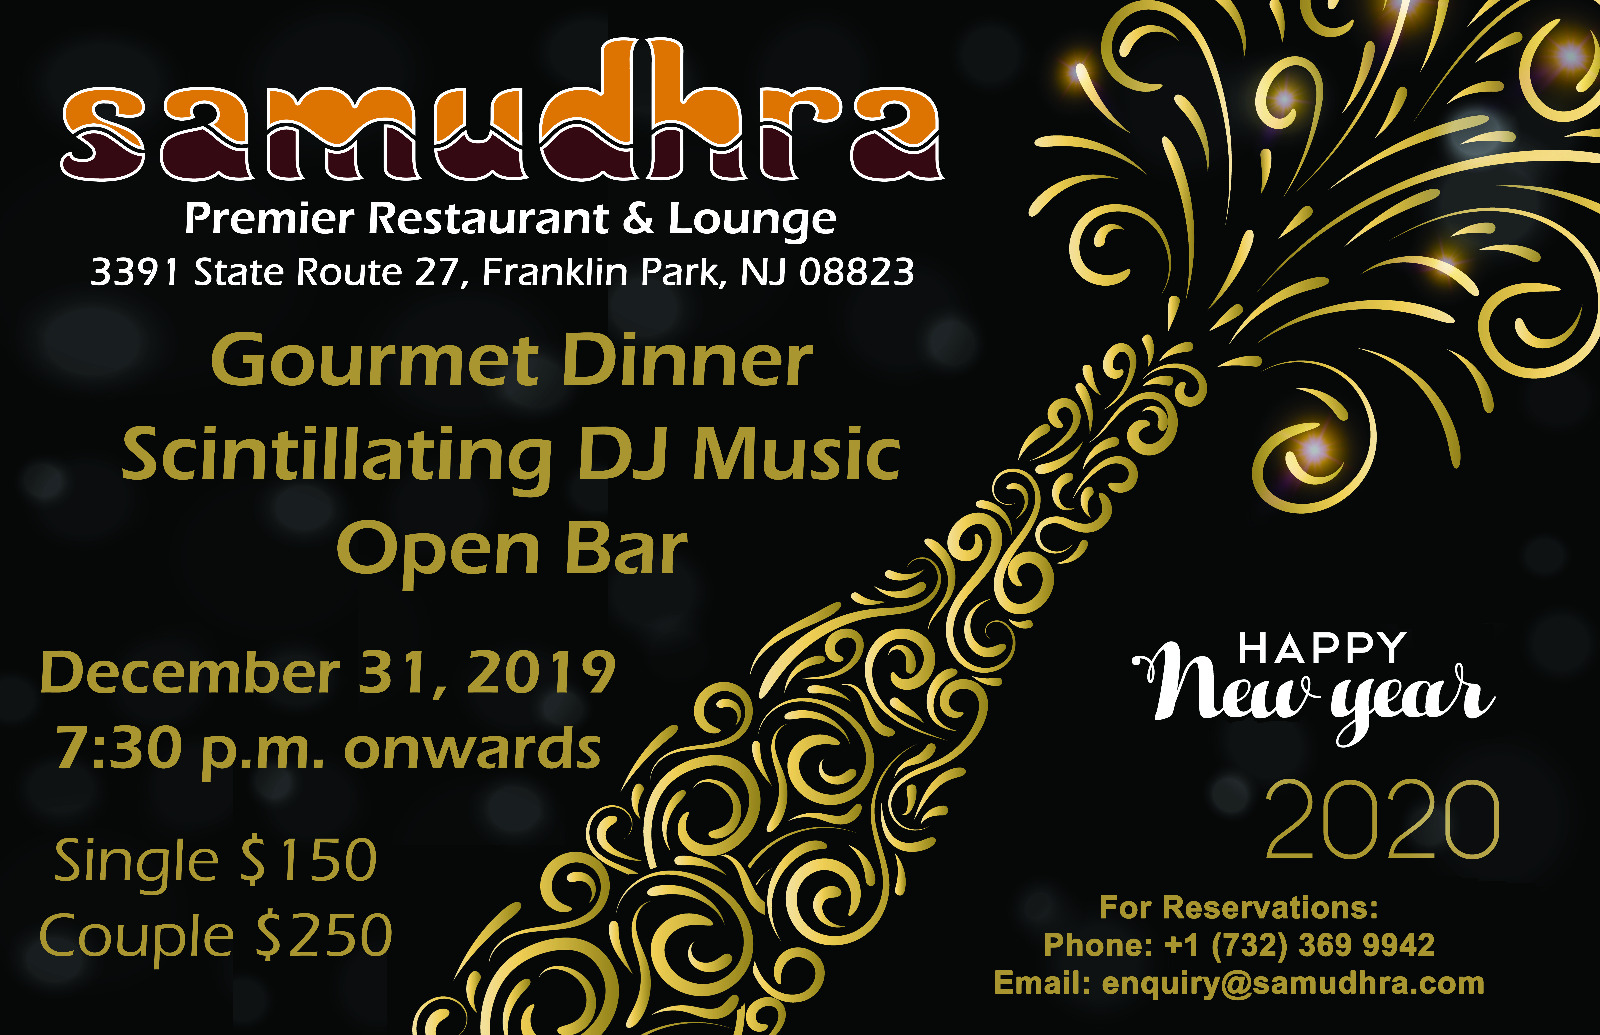 samudhra
Premier Restaurant & Lounge
3391 State Route 27, Franklin Park, NJ 08823
Gourmet Dinner
Scintillating DJ Music
Open Bar
December 31, 2019
7:30 p.m. onwards
Single $150
Couple $250
HAPPY
New year
2020
For Reservations:
Phone: +1 (732) 369 9942
Email: enquiry@samudhra.com